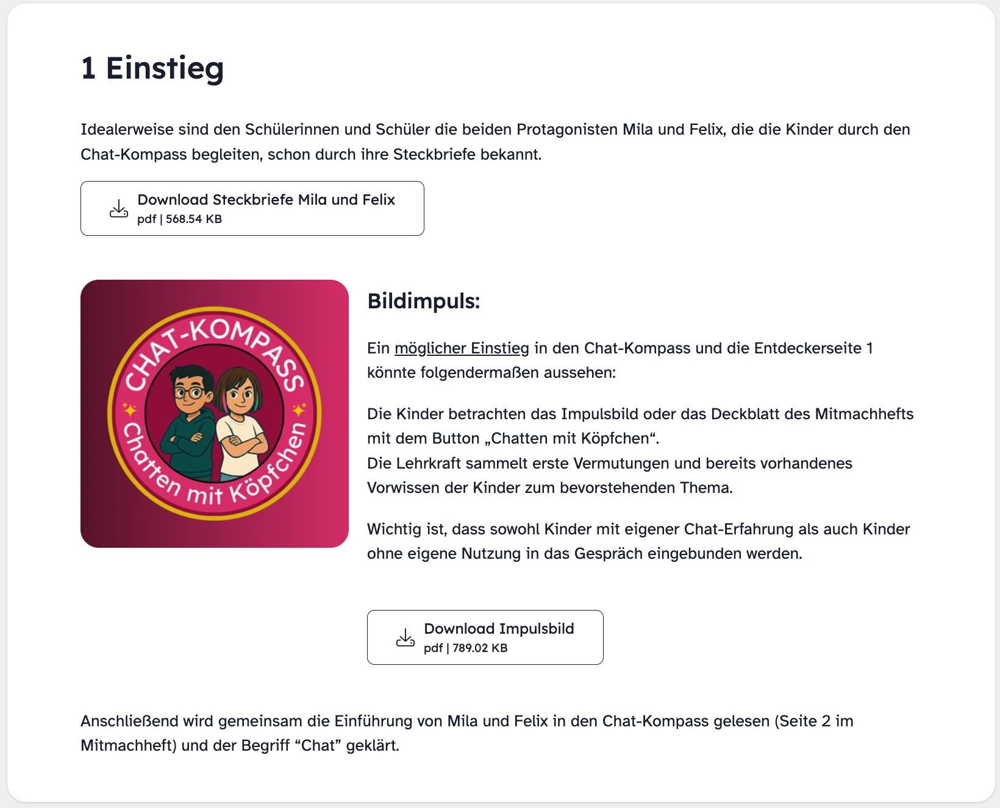 1 Einstieg
Idealerweise sind den Schülerinnen und Schüler die beiden Protagonisten Mila und Felix, die die Kinder durch den
Chat-Kompass begleiten, schon durch ihre Steckbriefe bekannt.
Download Steckbriefe Mila und Felix
pdf | 568.54 KB
CHAT-KOMPASS
Chatten mit Köpfchen
Bildimpuls:
Ein möglicher Einstieg in den Chat-Kompass und die Entdeckerseite 1
könnte folgendermaßen aussehen:
Die Kinder betrachten das Impulsbild oder das Deckblatt des Mitmachhefts
mit dem Button „Chatten mit Köpfchen“.
Die Lehrkraft sammelt erste Vermutungen und bereits vorhandenes
Vorwissen der Kinder zum bevorstehenden Thema.
Wichtig ist, dass sowohl Kinder mit eigener Chat-Erfahrung als auch Kinder
ohne eigene Nutzung in das Gespräch eingebunden werden.
Download Impulsbild
pdf | 789.02 KB
Anschließend wird gemeinsam die Einführung von Mila und Felix in den Chat-Kompass gelesen (Seite 2 im
Mitmachheft) und der Begriff “Chat” geklärt.